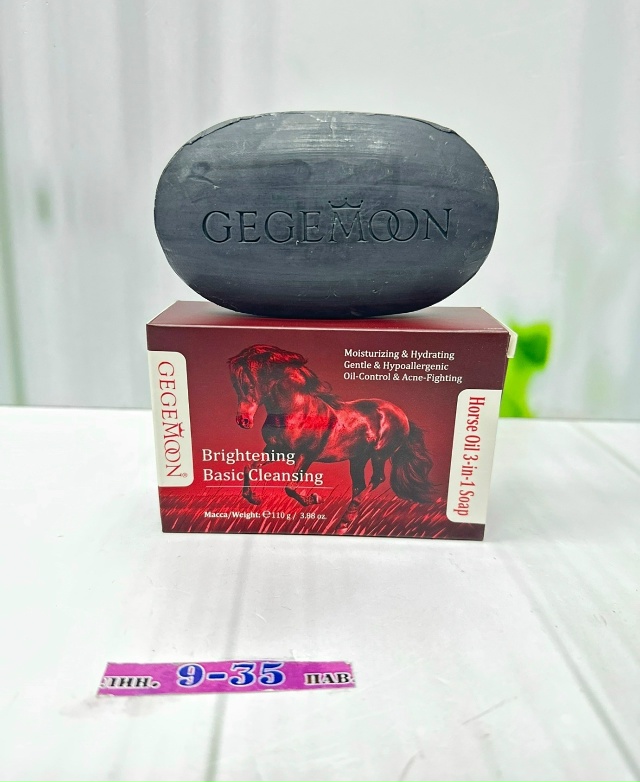 GEGEMOON
Moisturizing & Hydrating
Gentle & Hypoallergenic
Oil-Control & Acne-Fighting
GEGEMOON®
Horse Oil 3-in-1 Soap
Brightening
Basic Cleansing
Macca/Weight: ℮110 g / 3.88 oz.
ЛИН. 9-35 ПАВ.